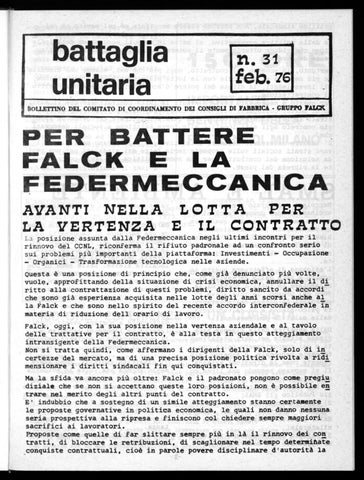 battaglia
unitaria
n. 31
feb. 76
BOLLETTINO DEL COMITATO DI COORDINAMENTO DEI CONSIGLI DI FABBRICA - GRUPPO FALCK
PER BATTERE
FALCK E LA
FEDERMECCANICA
AVANTI NELLA LOTTA PER
LA VERTENZA E IL CONTRATTO
La posizione assunta dalla Federmeccanica negli ultimi incontri per il
rinnovo del CCNL, riconferma il rifiuto padronale ad un confronto serio
sui problemi più importanti della piattaforma: Investimenti - Occupazione
- Organici - Trasformazione tecnologica nelle aziende.
Questa è una posizione di principio che, come già denunciato più volte,
vuole, approfittando della situazione di crisi economica, annullare il di
ritto alla contrattazione di questi problemi, diritto sancito da accordi
che sono già esperienza acquisita nelle lotte degli anni scorsi anche al
la Falck e che sono nello spirito del recente accordo interconfederale in
materia di riduzione dell orario di lavoro.
Falck, oggi, con la sua posizione nella vertenza aziendale e al tavolo
delle trattative per il contratto, è alla testa in questo atteggiamento
intransigente della Federmeccanica.
Non si tratta quindi, come affermano i dirigenti della Falck, solo di in
certezze del mercato, ma di una precisa posizione politica rivolta a ridi
mensionare i diritti sindacali fin qui conquistati.
Ma la sfida va ancora più oltre: Falck e il padronato pongono come pregiu
diziale che se non si accettano queste loro posizioni, non è possibile en
trare nel merito degli altri punti del contratto.
E' indubbio che a sostegno di un simile atteggiamento stanno certamente
le proposte governative in politica economica, le quali non danno nessuna
seria prospettiva alla ripresa e finiscono col chiedere sempre maggiori
sacrifici ai lavoratori.
Proposte come quelle di far slittare sempre più in là il rinnovo dei con
tratti, di bloccare le retribuzioni, di scaglionare nel tempo determinate
conquiste contrattuali, cioè in parole povere disciplinare d'autorità la